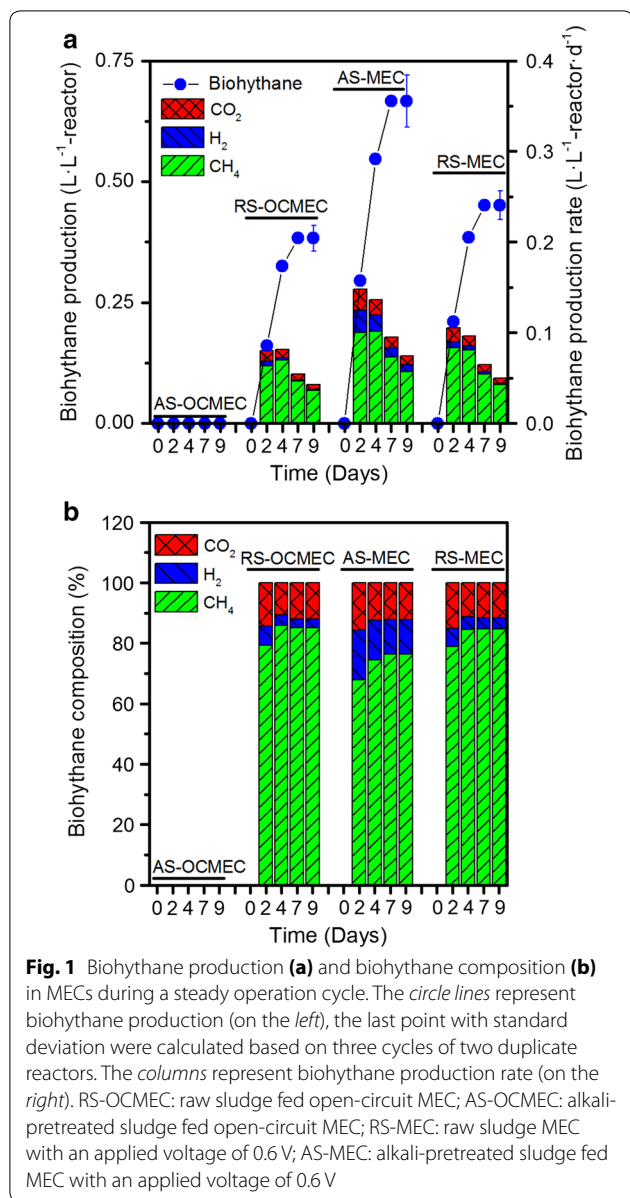 a
0.75
0.50
0.25
0.00
Biohythane production (L·L⁻¹-reactor)
0.4
0.3
0.2
0.1
0.0
Biohythane production rate (L·L⁻¹-reactor·d⁻¹)
Biohythane
CO₂
H₂
CH₄
AS-OCMEC
RS-OCMEC
AS-MEC
RS-MEC
0 2 4 7 9 0 2 4 7 9 0 2 4 7 9 0 2 4 7 9
Time (Days)
b
120
100
80
60
40
20
0
Biohythane composition (%)
CO₂
H₂
CH₄
RS-OCMEC
AS-MEC
RS-MEC
AS-OCMEC
0 2 4 7 9 0 2 4 7 9 0 2 4 7 9 0 2 4 7 9
Time (Days)
Fig. 1 Biohythane production (a) and biohythane composition (b)
in MECs during a steady operation cycle. The circle lines represent
biohythane production (on the left), the last point with standard
deviation were calculated based on three cycles of two duplicate
reactors. The columns represent biohythane production rate (on the
right). RS-OCMEC: raw sludge fed open-circuit MEC; AS-OCMEC: alkali-
pretreated sludge fed open-circuit MEC; RS-MEC: raw sludge MEC
with an applied voltage of 0.6 V; AS-MEC: alkali-pretreated sludge fed
MEC with an applied voltage of 0.6 V